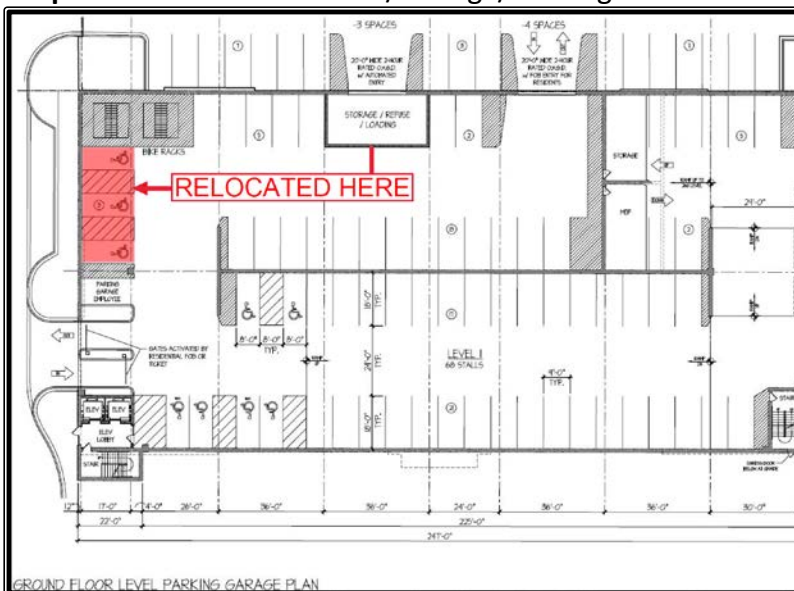 -3 SPACES
-4 SPACES
20'-0" WIDE 2-HOUR
RATED O.H.S.D.
w/ AUTOMATED
ENTRY
20'-0" WIDE 2-HOUR
RATED O.H.S.D.
w/ FOB ENTRY FOR
RESIDENTS
STORAGE / REFUSE
/ LOADING
BIKE RACKS
STORAGE
RELOCATED HERE
MEP
24'-0"
PARKING
GARAGE
EMPLOYEE
18'-0"
TYP.
8'-0" 8'-0" 8'-0"
TYP.
GATES ACTIVATED BY
RESIDENTIAL FOB OR
TICKET
24'-0"
TYP.
LEVEL 1
68 STALLS
9'-0"
TYP.
18'-0"
TYP.
ELEV
ELEV
ELEV
LOBBY
STAIR
STAIR
12" 17'-0" 4'-0" 26'-0" 36'-0" 36'-0" 24'-0" 36'-0" 36'-0" 30'-0"
22'-0"
225'-0"
247'-0"
GROUND FLOOR LEVEL PARKING GARAGE PLAN